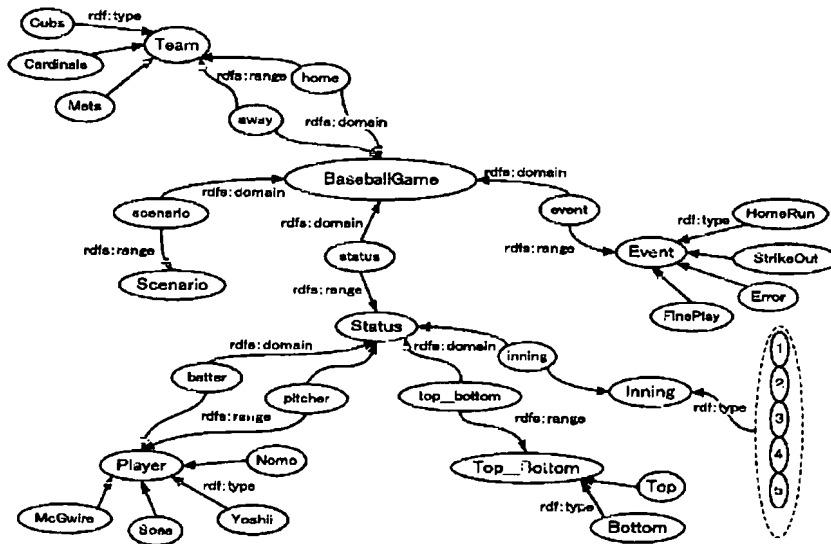 Cubs
rdf:type
Team
Cardinals
Mets
rdfs:range
home
away
rdfs:domain
BaseballGame
rdfs:domain
rdfs:domain
scenario
rdfs:domain
event
rdf:type
HomeRun
rdfs:range
status
rdfs:range
Event
StrikeOut
Scenario
rdfs:range
FinePlay
Error
Status
rdfs:domain
rdfs:domain
inning
1
batter
2
pitcher
top_bottom
Inning
rdfs:range
rdfs:range
rdf:type
3
4
Player
Nomo
Top_Bottom
5
rdf:type
Top
McGwire
Sosa
Yoshii
rdf:type
Bottom